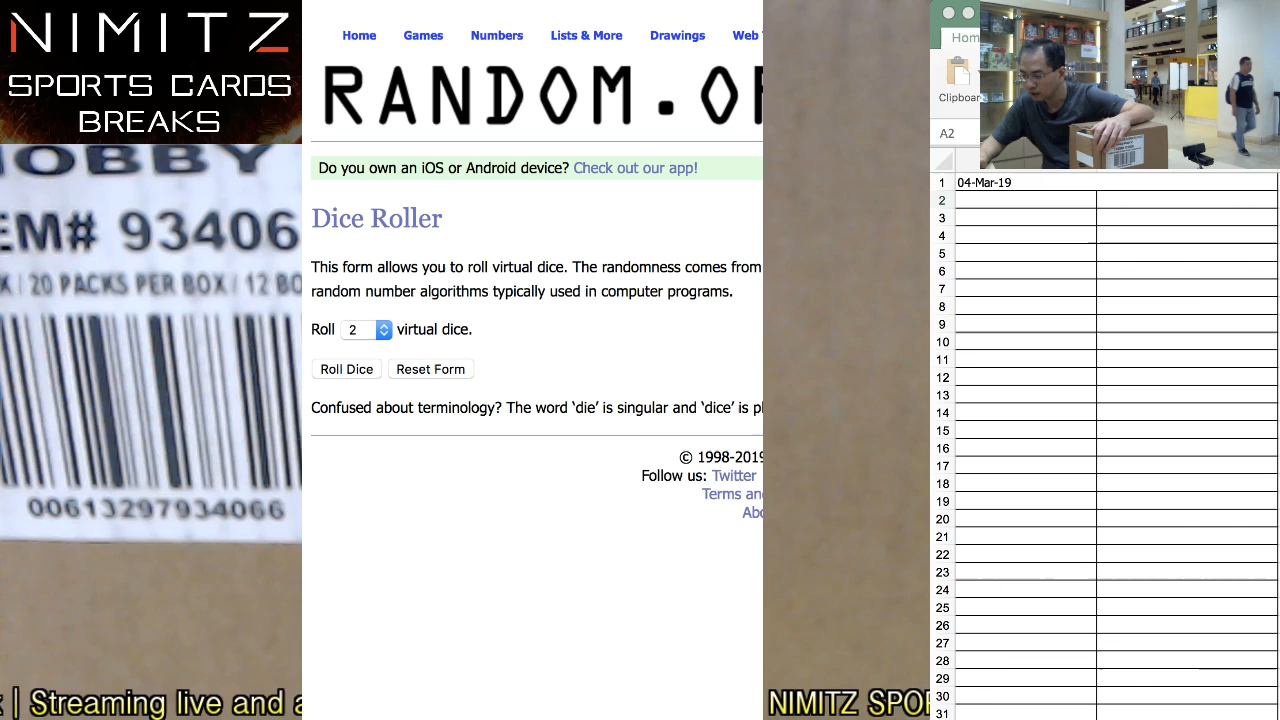 NIMITZ
SPORTS CARDS
BREAKS
HOBBY
EM# 93406
20 PACKS PER BOX / 12 BO
00613297934066
Home Games Numbers Lists & More Drawings Web
RANDOM.OR
Do you own an iOS or Android device? Check out our app!
Dice Roller
This form allows you to roll virtual dice. The randomness comes from
random number algorithms typically used in computer programs.
Roll 2 virtual dice.
Roll Dice Reset Form
Confused about terminology? The word ‘die’ is singular and ‘dice’ is pl
© 1998-2019
Follow us: Twitter
Terms and
Abo
Hom
Clipboar
A2
1 04-Mar-19
2
3
4
5
6
7
8
9
10
11
12
13
14
15
16
17
18
19
20
21
22
23
24
25
26
27
28
29
30
31
| Streaming live and a
NIMITZ SPOR